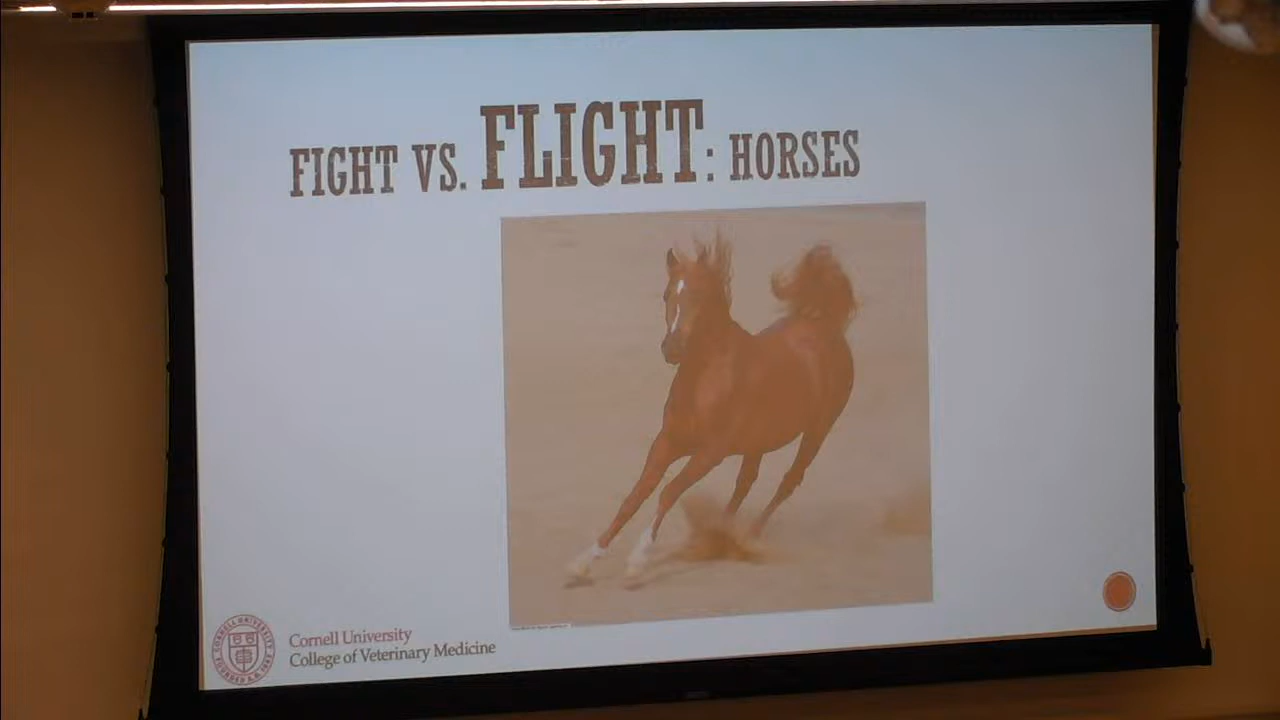 FIGHT VS. FLIGHT: HORSES
Cornell University
College of Veterinary Medicine